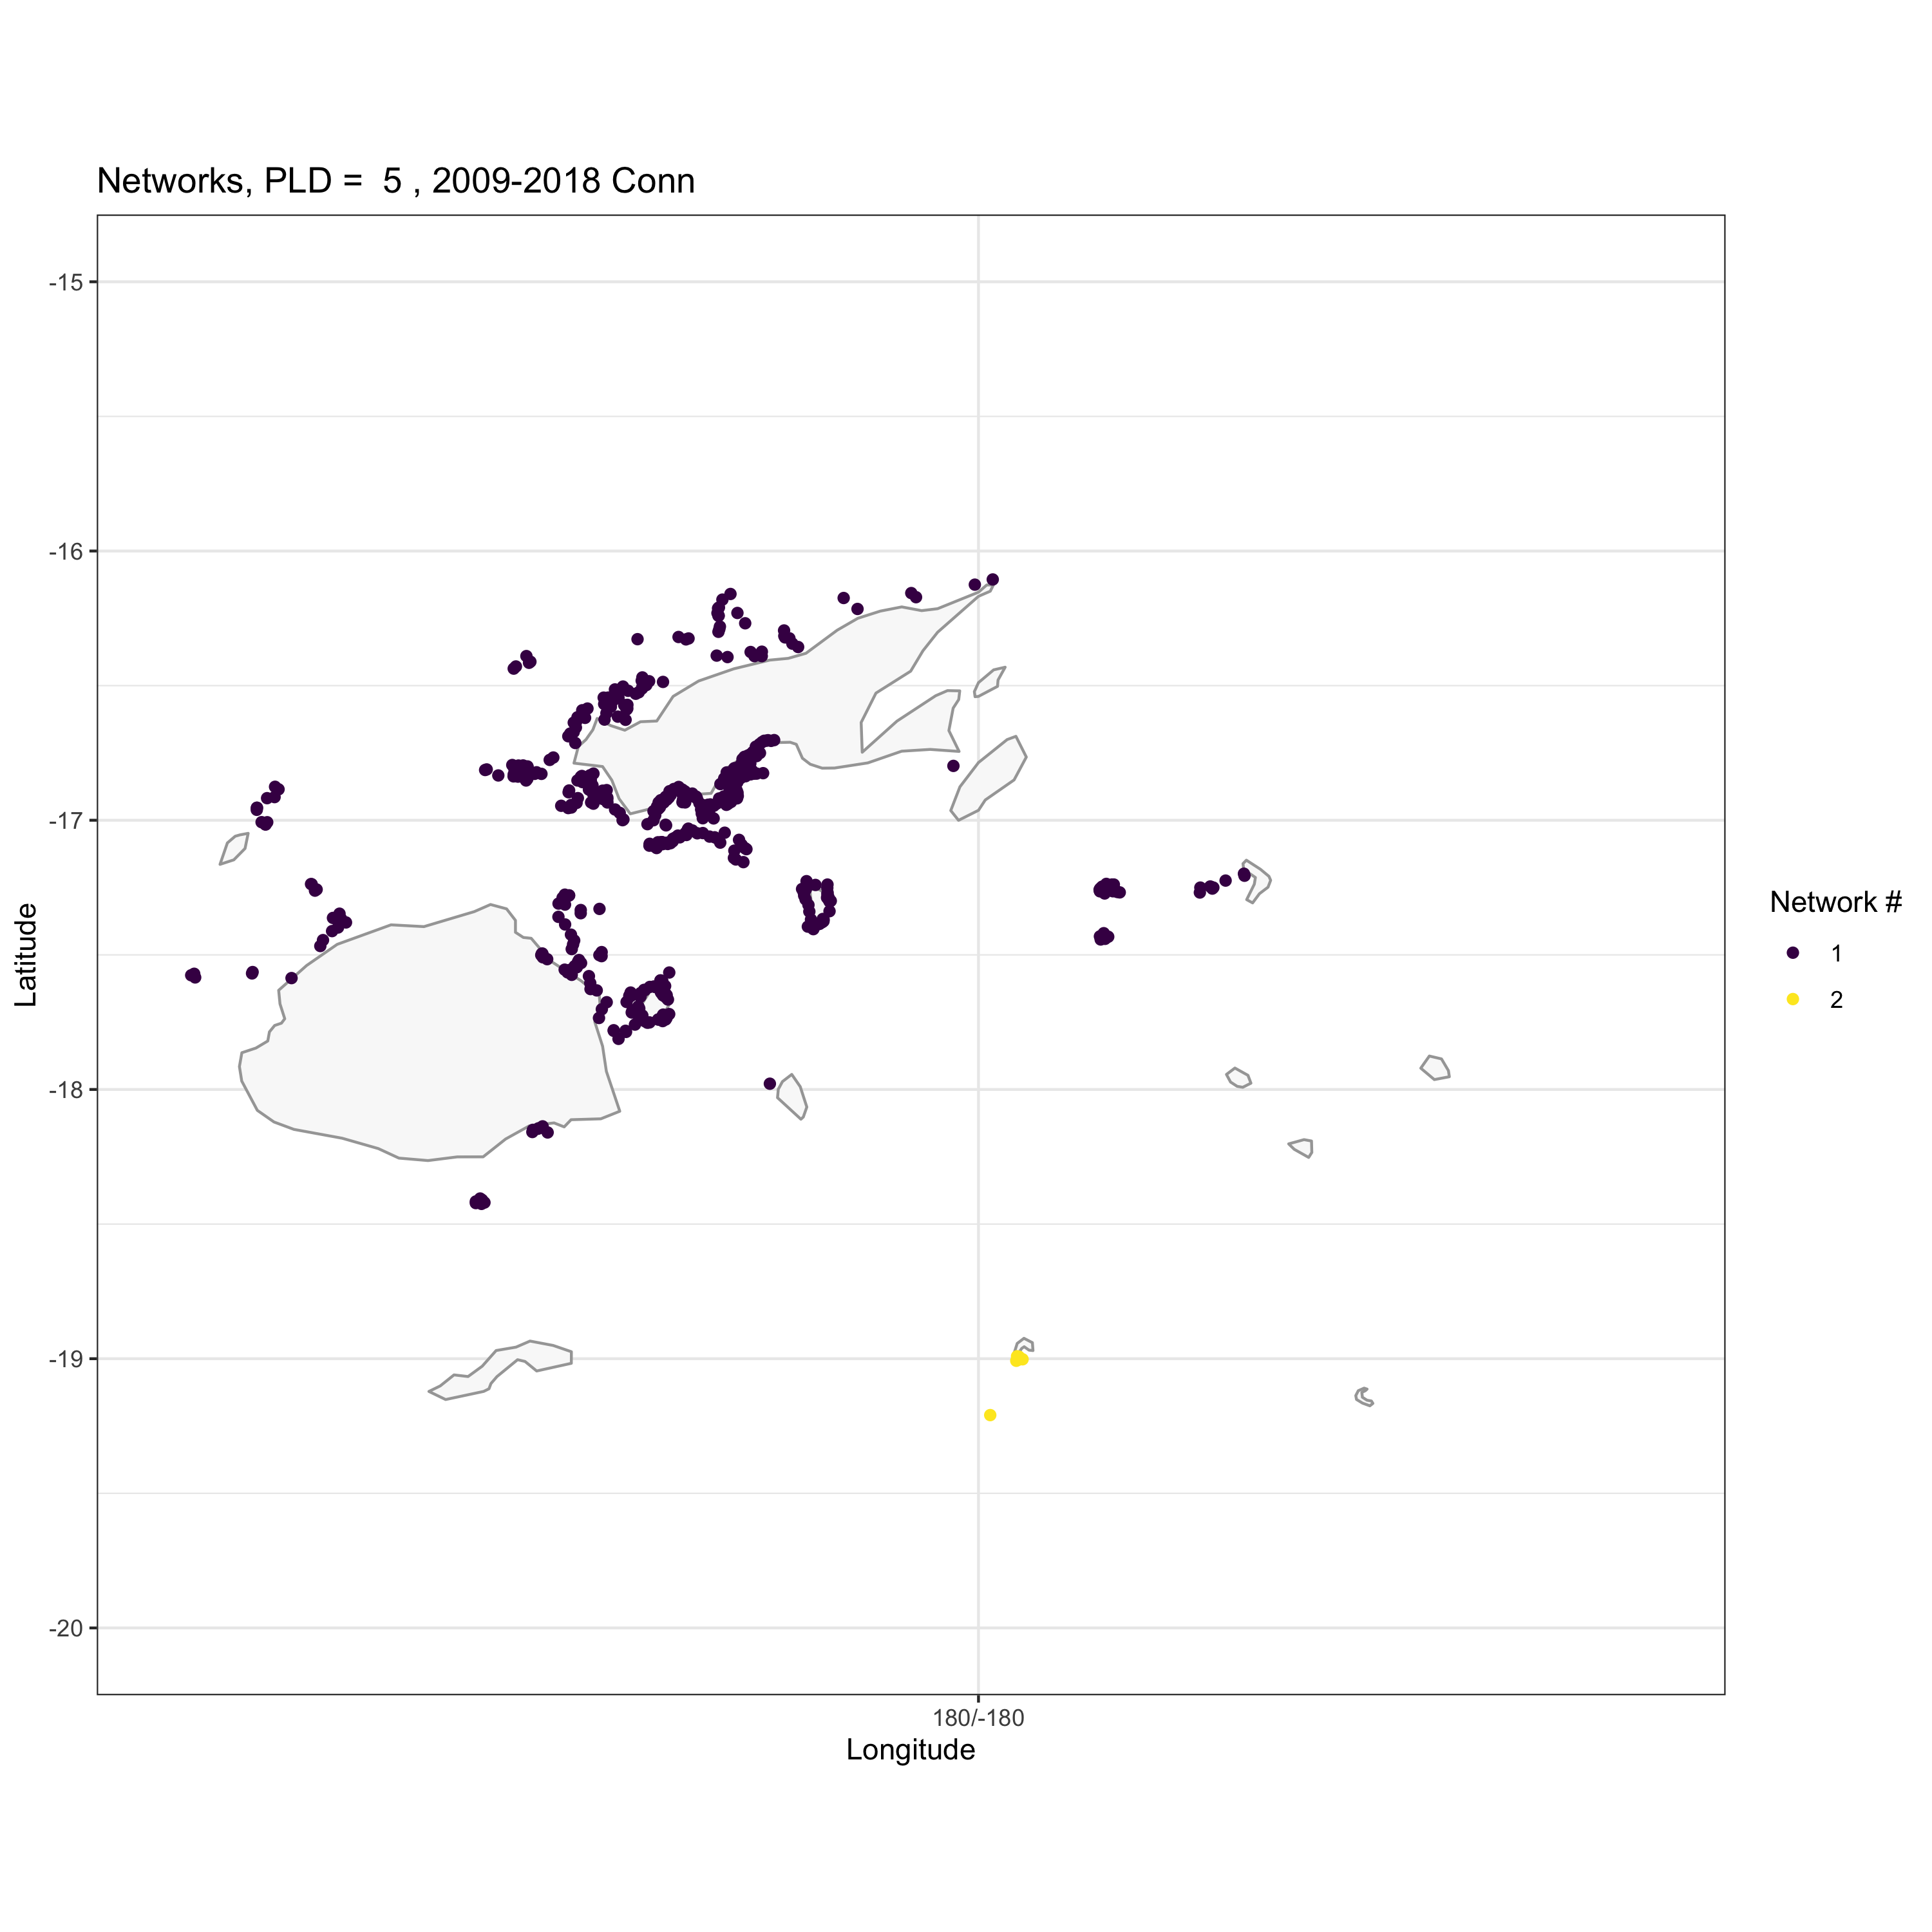 Networks, PLD =  5 , 2009-2018 Conn
-15
-16
-17
-18
-19
-20
Latitude
180/-180
Longitude
Network #
1
2